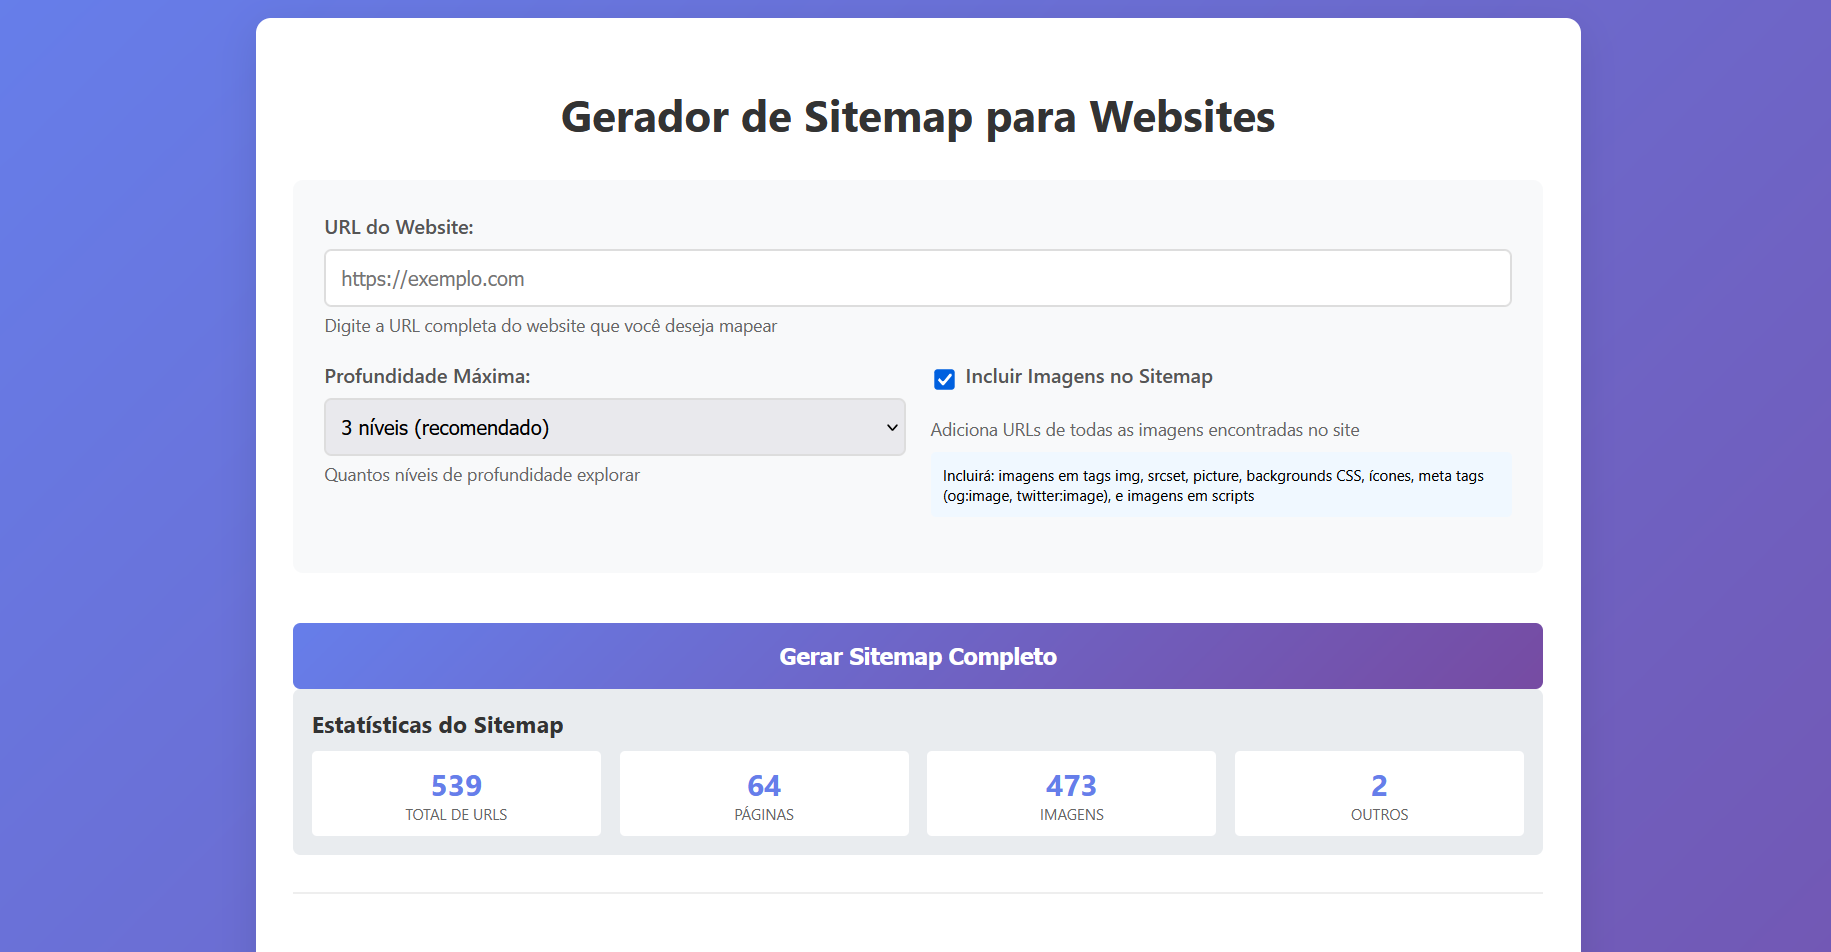 Gerador de Sitemap para Websites
URL do Website:
https://exemplo.com
Digite a URL completa do website que você deseja mapear
Profundidade Máxima:
3 níveis (recomendado)
Quantos níveis de profundidade explorar
Incluir Imagens no Sitemap
Adiciona URLs de todas as imagens encontradas no site
Incluirá: imagens em tags img, srcset, picture, backgrounds CSS, ícones, meta tags
(og:image, twitter:image), e imagens em scripts
Gerar Sitemap Completo
Estatísticas do Sitemap
539
TOTAL DE URLS
64
PÁGINAS
473
IMAGENS
2
OUTROS